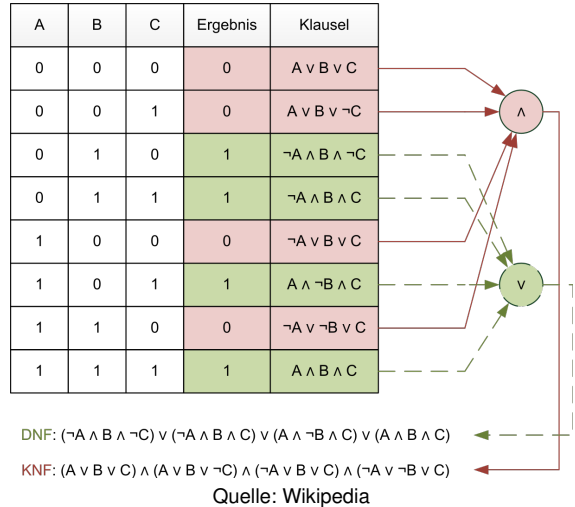 A B C Ergebnis Klausel
0 0 0 0 A ∨ B ∨ C
0 0 1 0 A ∨ B ∨ ¬C
0 1 0 1 ¬A ∧ B ∧ ¬C
0 1 1 1 ¬A ∧ B ∧ C
1 0 0 0 ¬A ∨ B ∨ C
1 0 1 1 A ∧ ¬B ∧ C
1 1 0 0 ¬A ∨ ¬B ∨ C
1 1 1 1 A ∧ B ∧ C
∧
∨
DNF: (¬A ∧ B ∧ ¬C) ∨ (¬A ∧ B ∧ C) ∨ (A ∧ ¬B ∧ C) ∨ (A ∧ B ∧ C)
KNF: (A ∨ B ∨ C) ∧ (A ∨ B ∨ ¬C) ∧ (¬A ∨ B ∨ C) ∧ (¬A ∨ ¬B ∨ C)
Quelle: Wikipedia